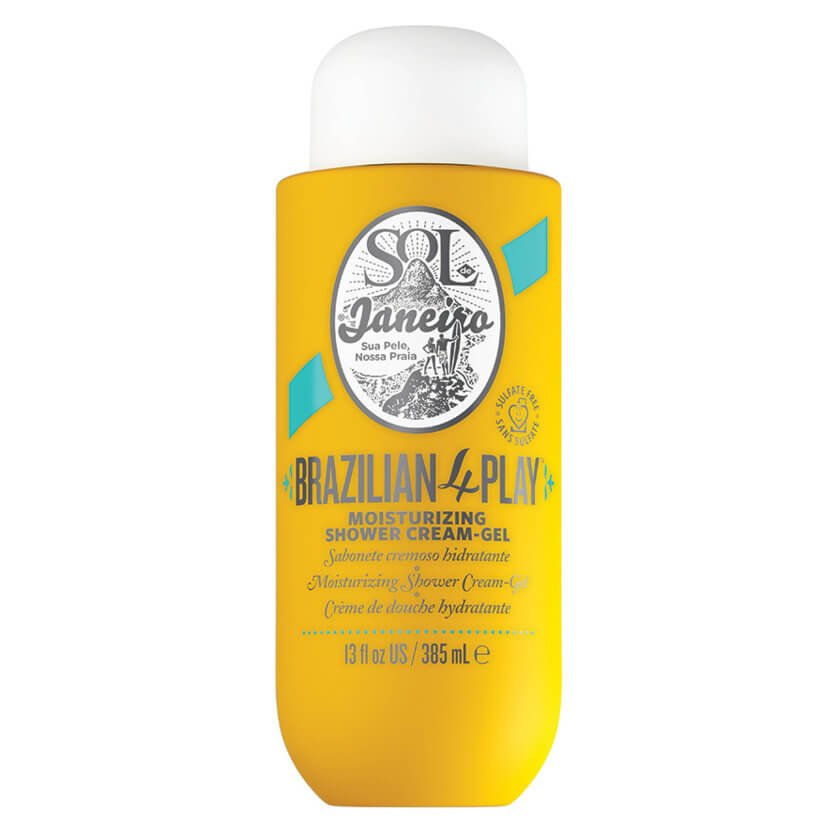 SOL de
Janeiro®
Sua Pele,
Nossa Praia
SULFATE FREE
SANS SULFATE
BRAZILIAN 4 PLAY™
MOISTURIZING
SHOWER CREAM-GEL
Sabonete cremoso hidratante
Moisturizing Shower Cream-Gel
Crème de douche hydratante
13 fl oz US / 385 mL ℮